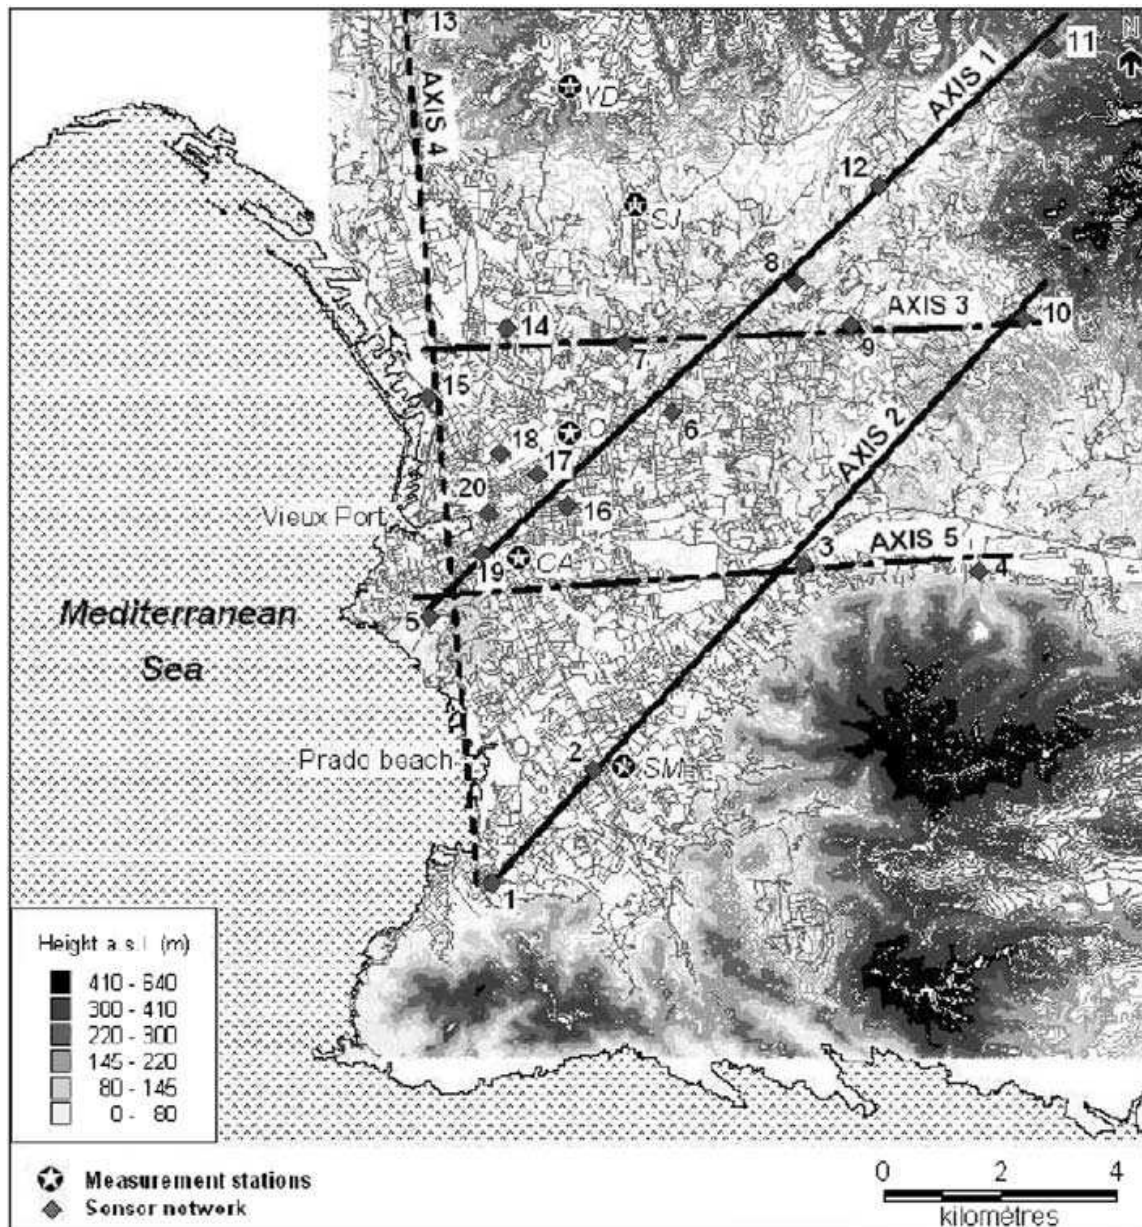 13
N
11
AXIS 1
AXIS 4
VD
12
SJ
8
AXIS 3
14
10
7
9
15
6
18
O
AXIS 2
17
20
16
Vieux Port
3
AXIS 5
CA
19
4
5
Mediterranean
Sea
2
Prado beach
SM
1
Height a.s.l. (m)
410 - 640
300 - 410
220 - 300
145 - 220
80 - 145
0 - 80
Measurement stations
Sensor network
0 2 4
kilométres